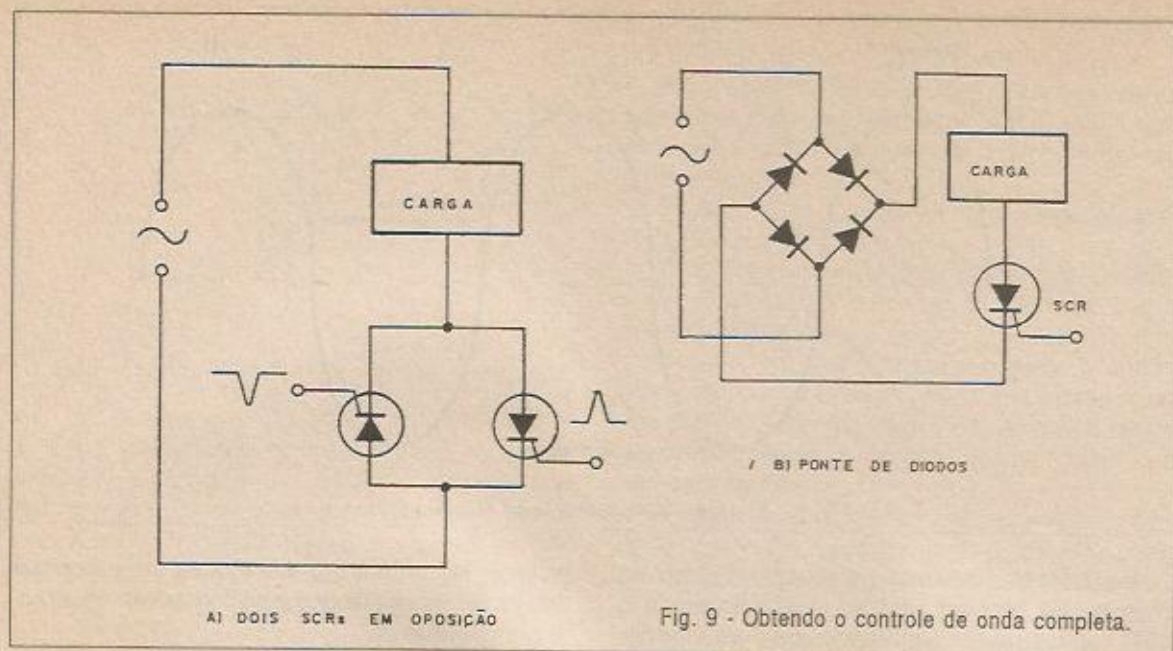 CARGA
A) DOIS SCRs EM OPOSIÇÃO
CARGA
SCR
/ B) PONTE DE DIODOS
Fig. 9 - Obtendo o controle de onda completa.